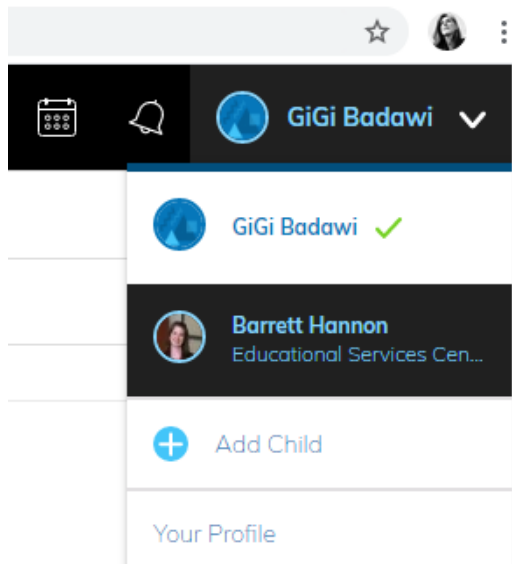 GiGi Badawi
GiGi Badawi
Barrett Hannon
Educational Services Cen...
Add Child
Your Profile